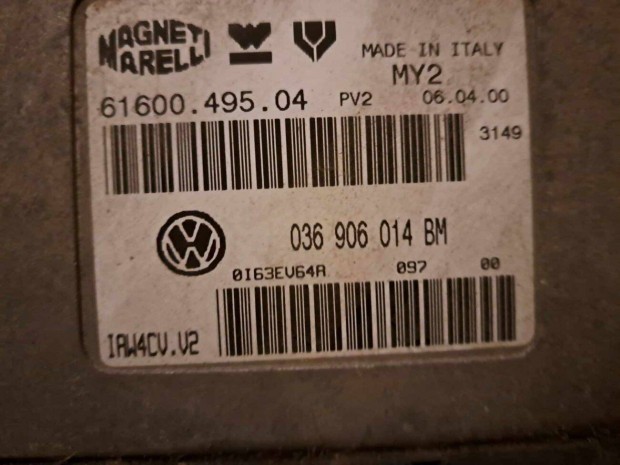 MAGNETI MARELLI
MADE IN ITALY
MY2
61600.495.04 PV2 06.04.00
3149
036 906 014 BM
0I63EV64A 097 00
IAW4CV.V2